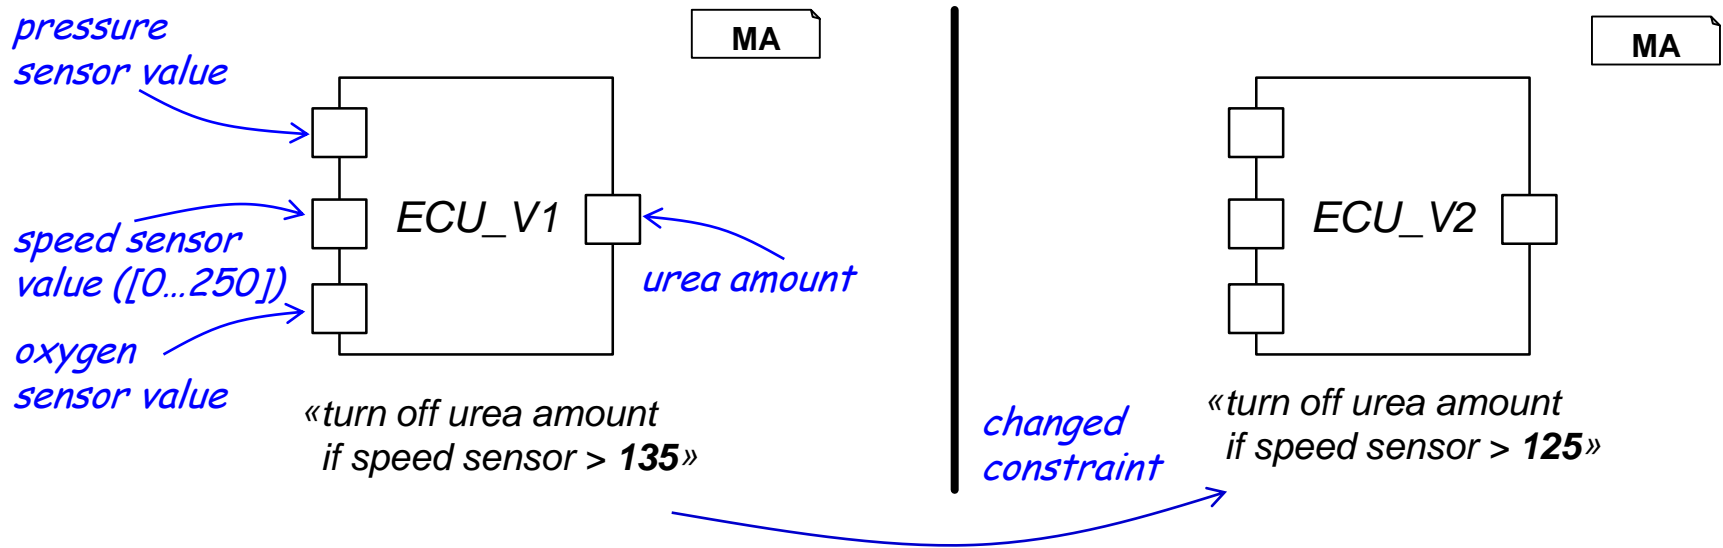 pressure
sensor value
MA
ECU_V1
speed sensor
value ([0...250])
urea amount
oxygen
sensor value
«turn off urea amount
if speed sensor > 135»
changed
constraint
MA
ECU_V2
«turn off urea amount
if speed sensor > 125»